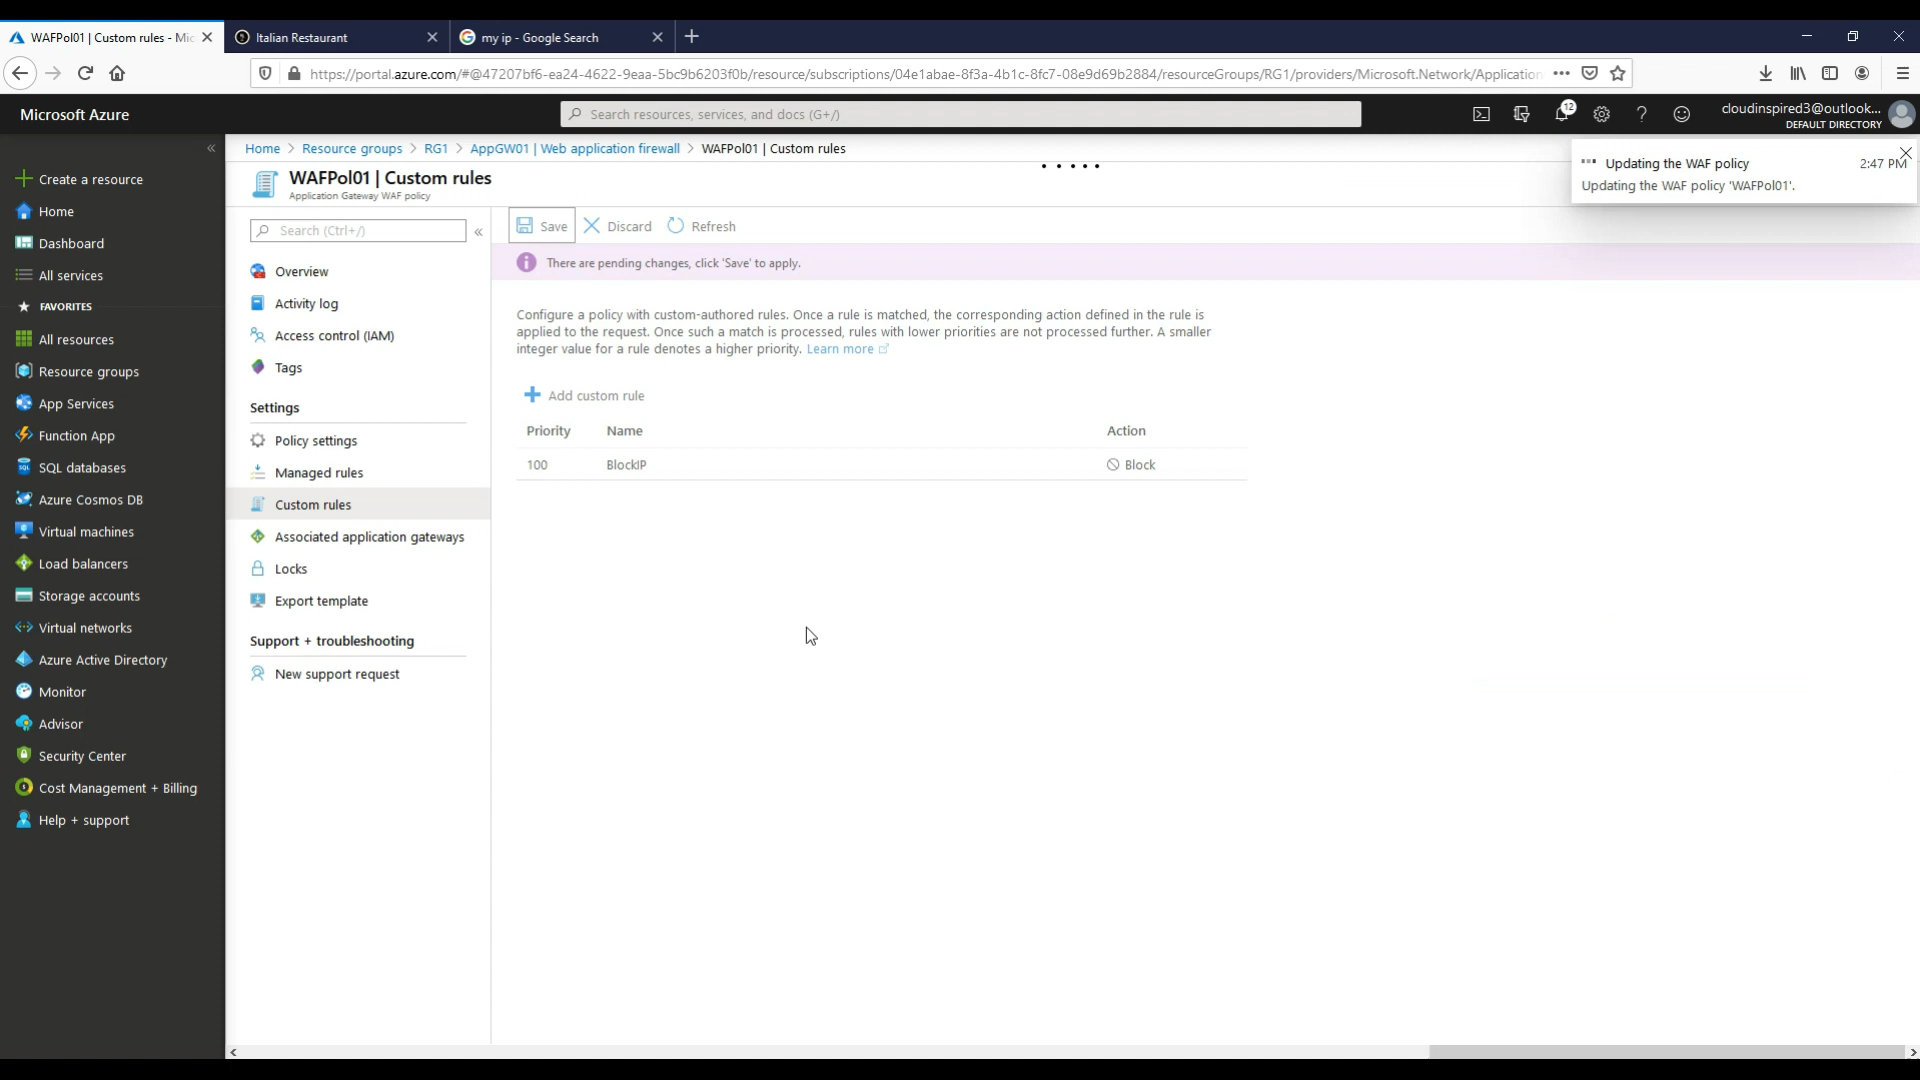 WAFPol01 | Custom rules - Mic
Italian Restaurant
my ip - Google Search
https://portal.azure.com/#@47207bf6-ea24-4622-9eaa-5bc9b6203f0b/resource/subscriptions/04e1abae-8f3a-4b1c-8fc7-08e9d69b2884/resourceGroups/RG1/providers/Microsoft.Network/Application
Microsoft Azure
Search resources, services, and docs (G+/)
12
cloudinspired3@outlook...
DEFAULT DIRECTORY
Home > Resource groups > RG1 > AppGW01 | Web application firewall > WAFPol01 | Custom rules
WAFPol01 | Custom rules
Application Gateway WAF policy
Updating the WAF policy 2:47 PM
Updating the WAF policy 'WAFPol01'.
Create a resource
Home
Dashboard
All services
FAVORITES
All resources
Resource groups
App Services
Function App
SQL databases
Azure Cosmos DB
Virtual machines
Load balancers
Storage accounts
Virtual networks
Azure Active Directory
Monitor
Advisor
Security Center
Cost Management + Billing
Help + support
Search (Ctrl+/)
Overview
Activity log
Access control (IAM)
Tags
Settings
Policy settings
Managed rules
Custom rules
Associated application gateways
Locks
Export template
Support + troubleshooting
New support request
Save Discard Refresh
There are pending changes, click 'Save' to apply.
Configure a policy with custom-authored rules. Once a rule is matched, the corresponding action defined in the rule is
applied to the request. Once such a match is processed, rules with lower priorities are not processed further. A smaller
integer value for a rule denotes a higher priority. Learn more
Add custom rule
Priority Name Action
100 BlockIP Block